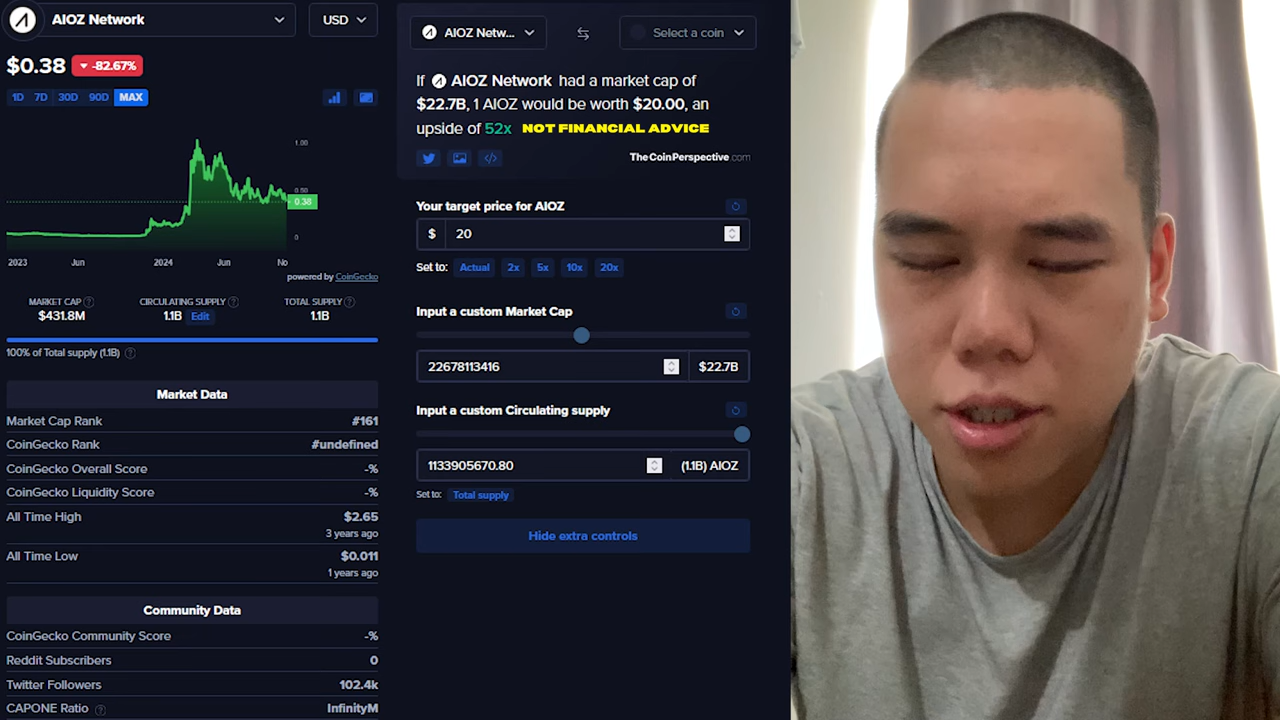 AIOZ Network
USD
$0.38 -82.67%
1D 7D 30D 90D MAX
1.00
0.50
0.38
0
2023 Jun 2024 Jun No
powered by CoinGecko
MARKET CAP CIRCULATING SUPPLY TOTAL SUPPLY
$431.8M 1.1B Edit 1.1B
100% of Total supply (1.1B)
Market Data
Market Cap Rank #161
CoinGecko Rank #undefined
CoinGecko Overall Score -%
CoinGecko Liquidity Score -%
All Time High $2.65
3 years ago
All Time Low $0.011
1 years ago
Community Data
CoinGecko Community Score -%
Reddit Subscribers 0
Twitter Followers 102.4k
CAPONE Ratio InfinityM
AIOZ Netw... Select a coin
If AIOZ Network had a market cap of
$22.7B, 1 AIOZ would be worth $20.00, an
upside of 52x NOT FINANCIAL ADVICE
TheCoinPerspective.com
Your target price for AIOZ
$ 20
Set to: Actual 2x 5x 10x 20x
Input a custom Market Cap
22678113416 $22.7B
Input a custom Circulating supply
1133905670.80 (1.1B) AIOZ
Set to: Total supply
Hide extra controls